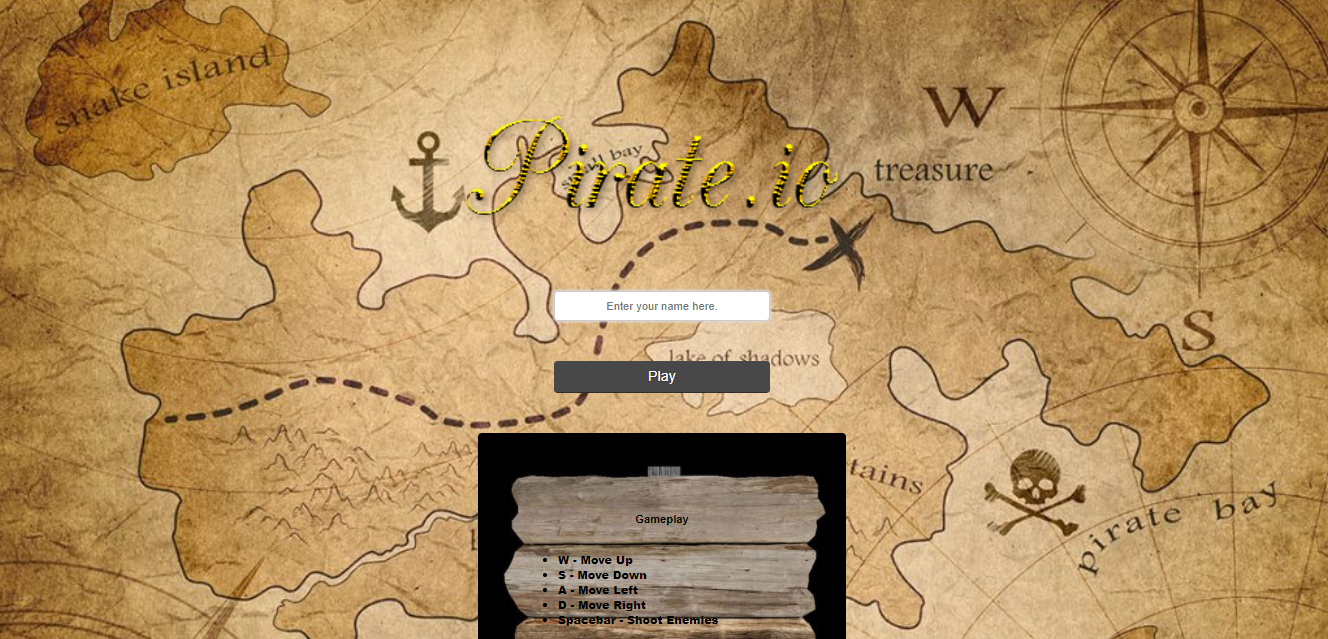 snake island
W
Pirate.io
bay
treasure
Enter your name here.
S
lake of shadows
Play
tains
Gameplay
pirate bay
W - Move Up
S - Move Down
A - Move Left
D - Move Right
Spacebar - Shoot Enemies